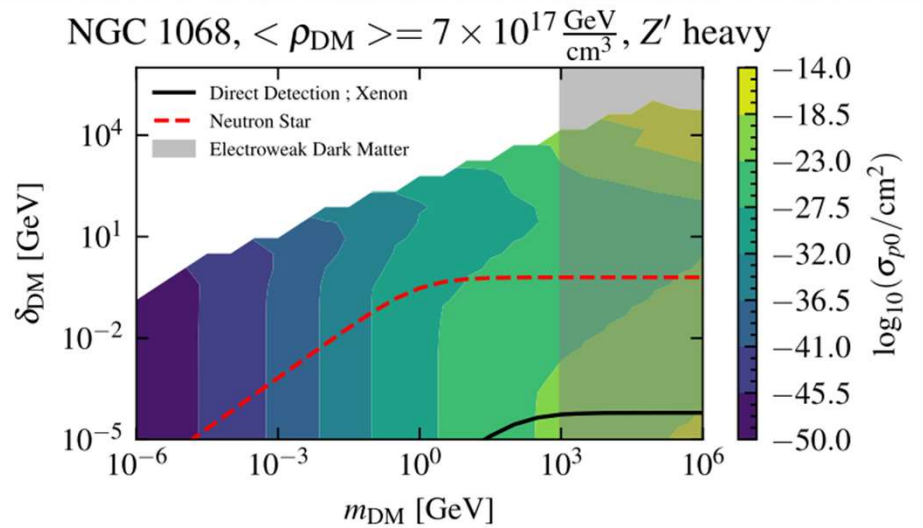 NGC 1068, < ρ_DM >= 7 × 10^17 GeV/cm^3, Z′ heavy
Direct Detection ; Xenon
Neutron Star
Electroweak Dark Matter
10^4
10^1
10^−2
10^−5
δ_DM [GeV]
10^−6
10^−3
10^0
10^3
10^6
m_DM [GeV]
−14.0
−18.5
−23.0
−27.5
−32.0
−36.5
−41.0
−45.5
−50.0
log_10(σ_p0/cm^2)